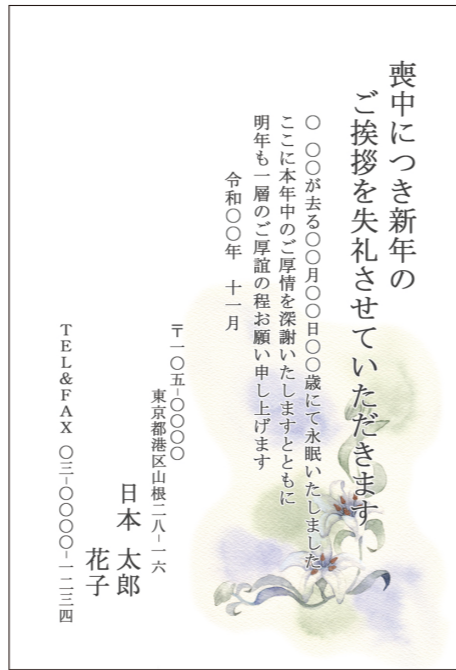 喪中につき新年の
ご挨拶を失礼させていただきます
〇 〇〇が去る〇〇月〇〇日〇〇歳にて永眠いたしました
ここに本年中のご厚情を深謝いたしますとともに
明年も一層のご厚誼の程お願い申し上げます
令和〇〇年 十一月
〒一〇五-〇〇〇〇
東京都港区山根二八-一六
日本 太郎
花子
TEL&FAX 〇三-〇〇〇〇-一二三四